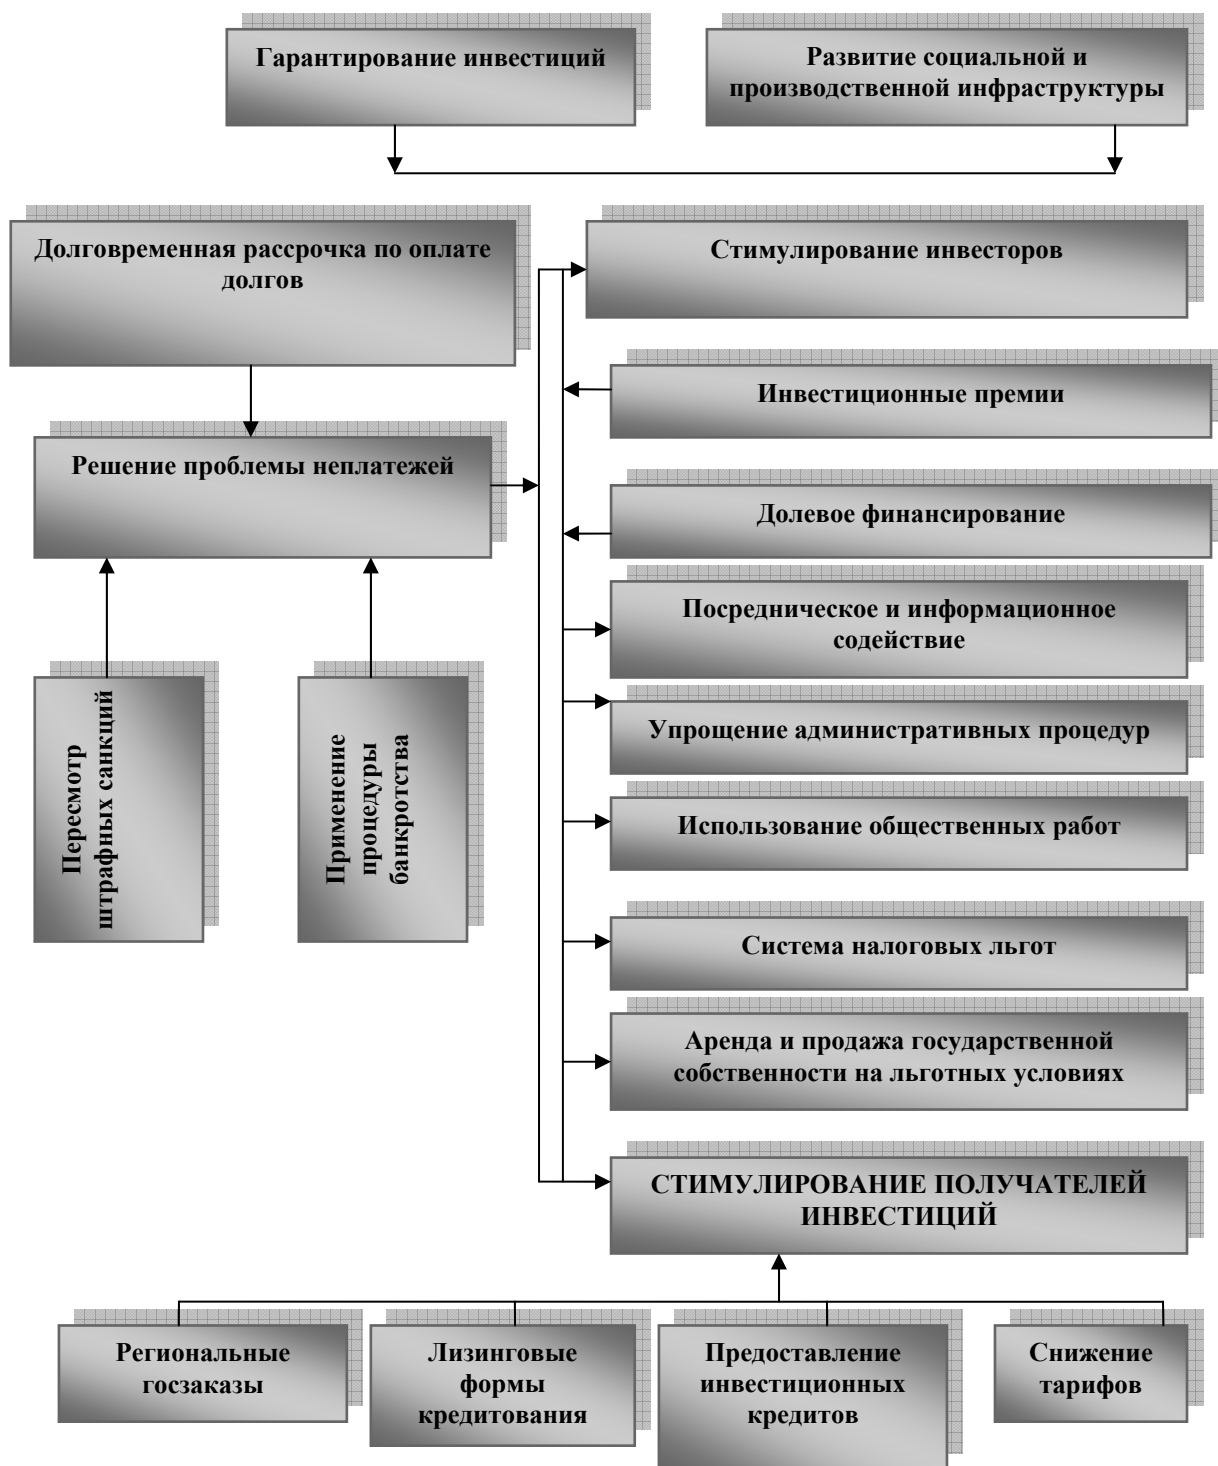 Гарантирование инвестиций
Развитие социальной и
производственной инфраструктуры
Долговременная рассрочка по оплате
долгов
Стимулирование инвесторов
Инвестиционные премии
Решение проблемы неплатежей
Долевое финансирование
Посредническое и информационное
содействие
Пересмотр
штрафных санкций
Применение
процедуры
банкротства
Упрощение административных процедур
Использование общественных работ
Система налоговых льгот
Аренда и продажа государственной
собственности на льготных условиях
СТИМУЛИРОВАНИЕ ПОЛУЧАТЕЛЕЙ
ИНВЕСТИЦИЙ
Региональные
госзаказы
Лизинговые
формы
кредитования
Предоставление
инвестиционных
кредитов
Снижение
тарифов